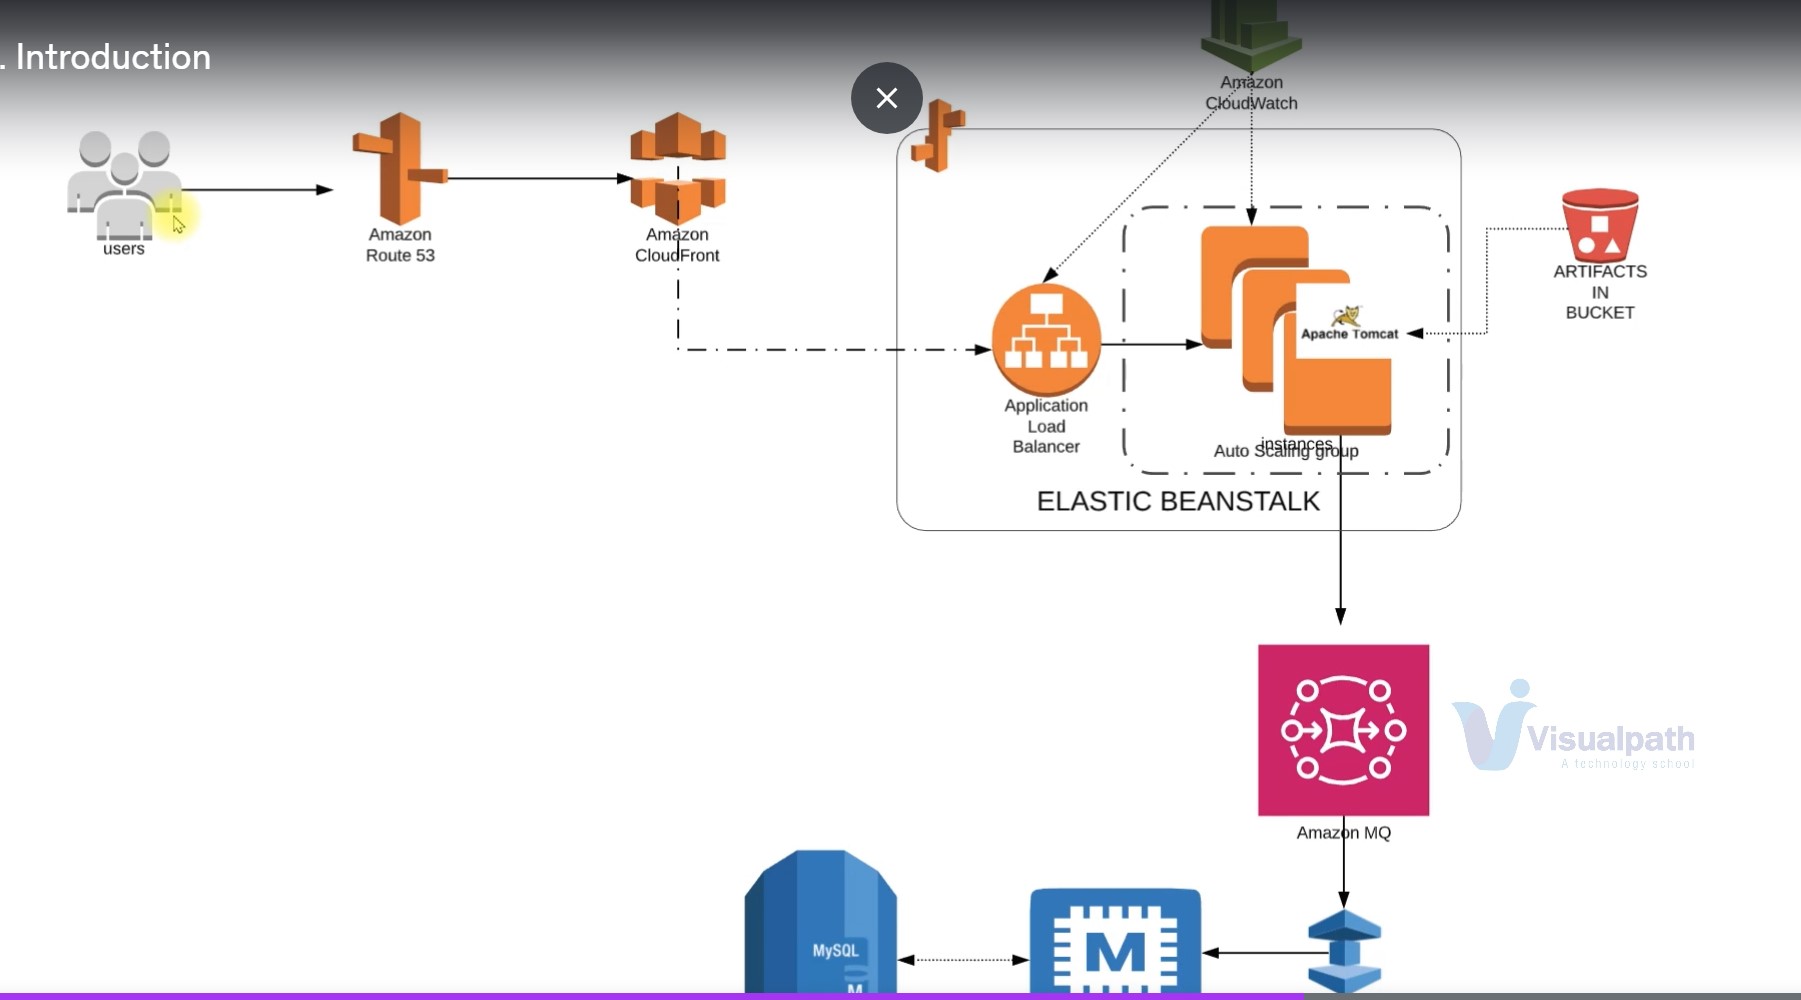 . Introduction
Amazon
CloudWatch
users
Amazon
Route 53
Amazon
CloudFront
Apache Tomcat
ARTIFACTS
IN
BUCKET
Application
Load
Balancer
instances
Auto Scaling group
ELASTIC BEANSTALK
Visualpath
A technology school
Amazon MQ
MySQL
M
M